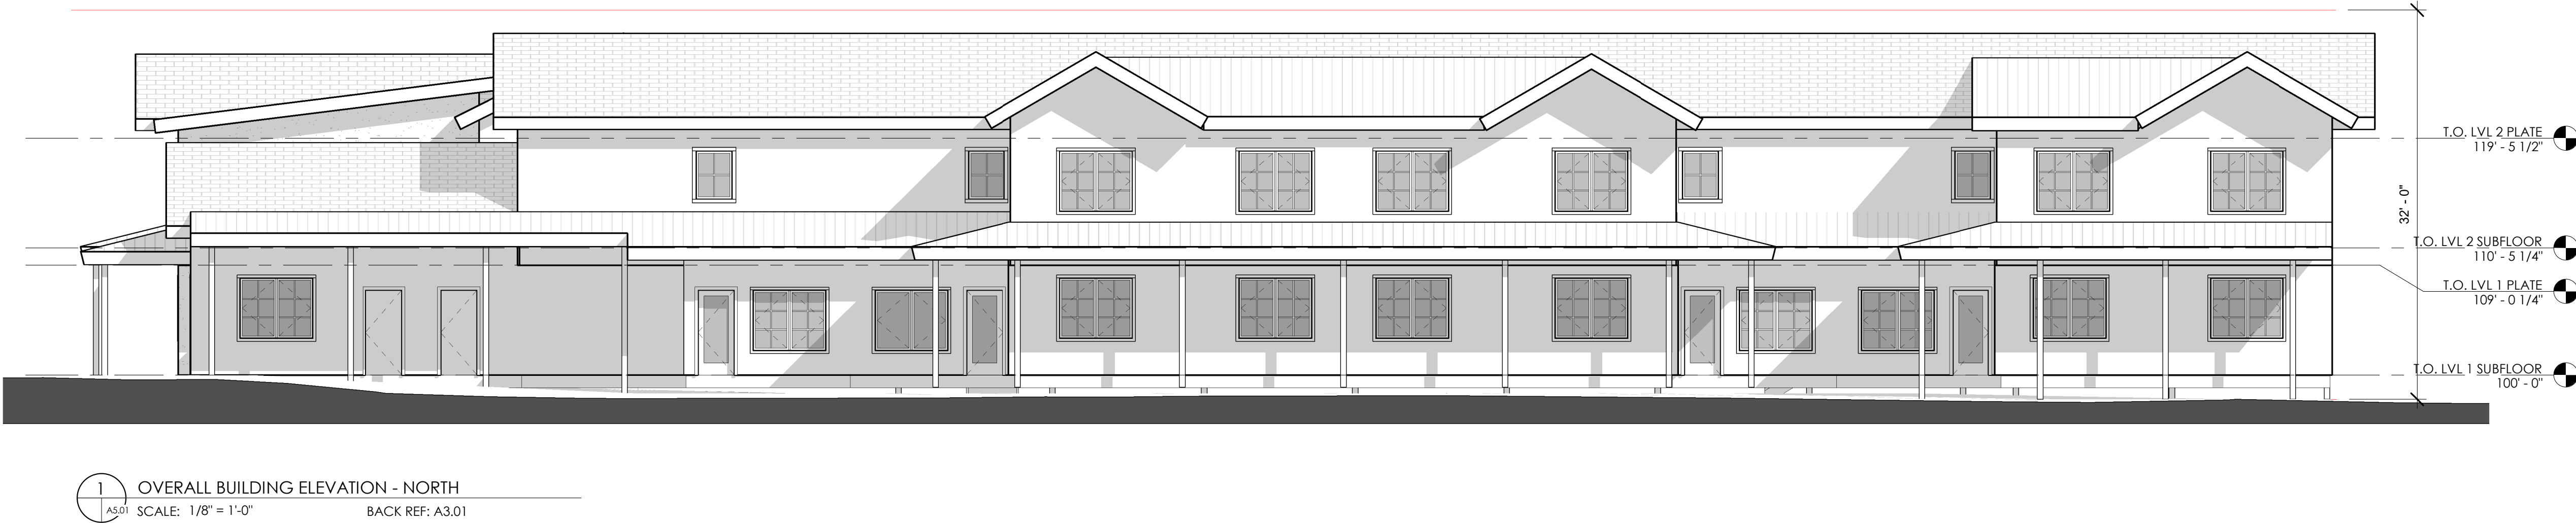 T.O. LVL 2 PLATE
119' - 5 1/2"
32' - 0"
T.O. LVL 2 SUBFLOOR
110' - 5 1/4"
T.O. LVL 1 PLATE
109' - 0 1/4"
T.O. LVL 1 SUBFLOOR
100' - 0"
1
OVERALL BUILDING ELEVATION - NORTH
A5.01
SCALE: 1/8" = 1'-0"
BACK REF: A3.01